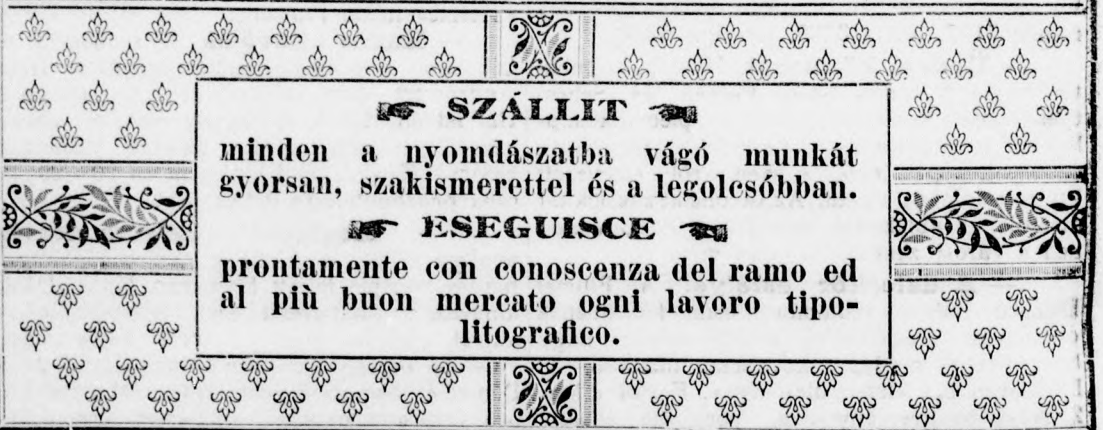 SZÁLLIT
minden a nyomdászatba vágó munkát
gyorsan, szakismerettel és a legolcsóbban.
ESEGUISCE
prontamente con conoscenza del ramo ed
al più buon mercato ogni lavoro tipo-
litografico.